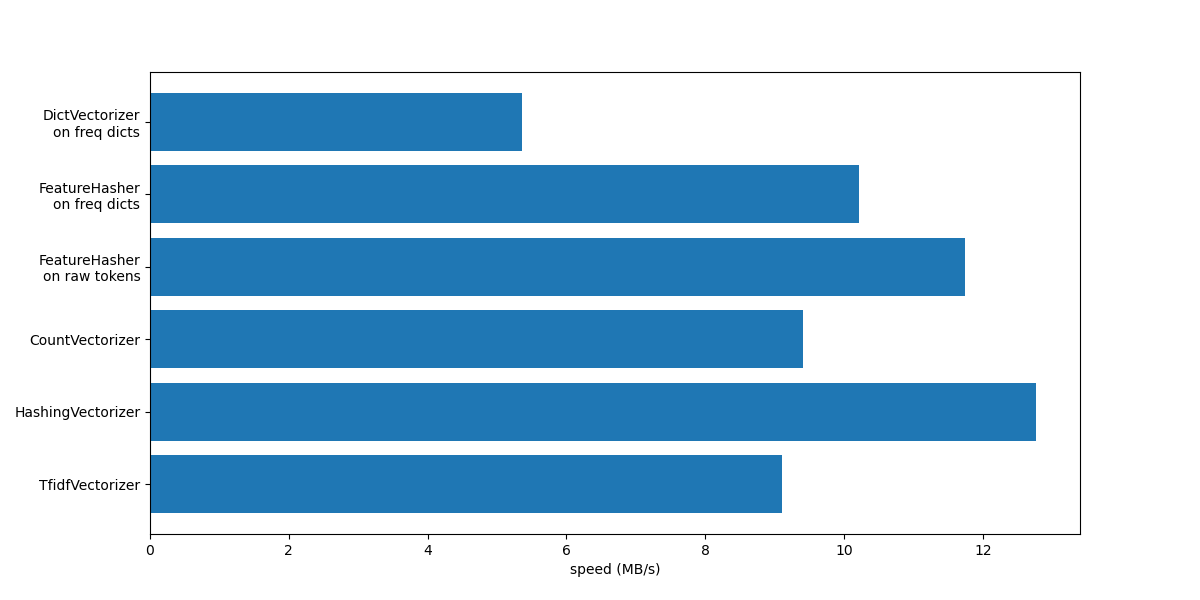 DictVectorizer
on freq dicts
FeatureHasher
on freq dicts
FeatureHasher
on raw tokens
CountVectorizer
HashingVectorizer
TfidfVectorizer
0 2 4 6 8 10 12
speed (MB/s)